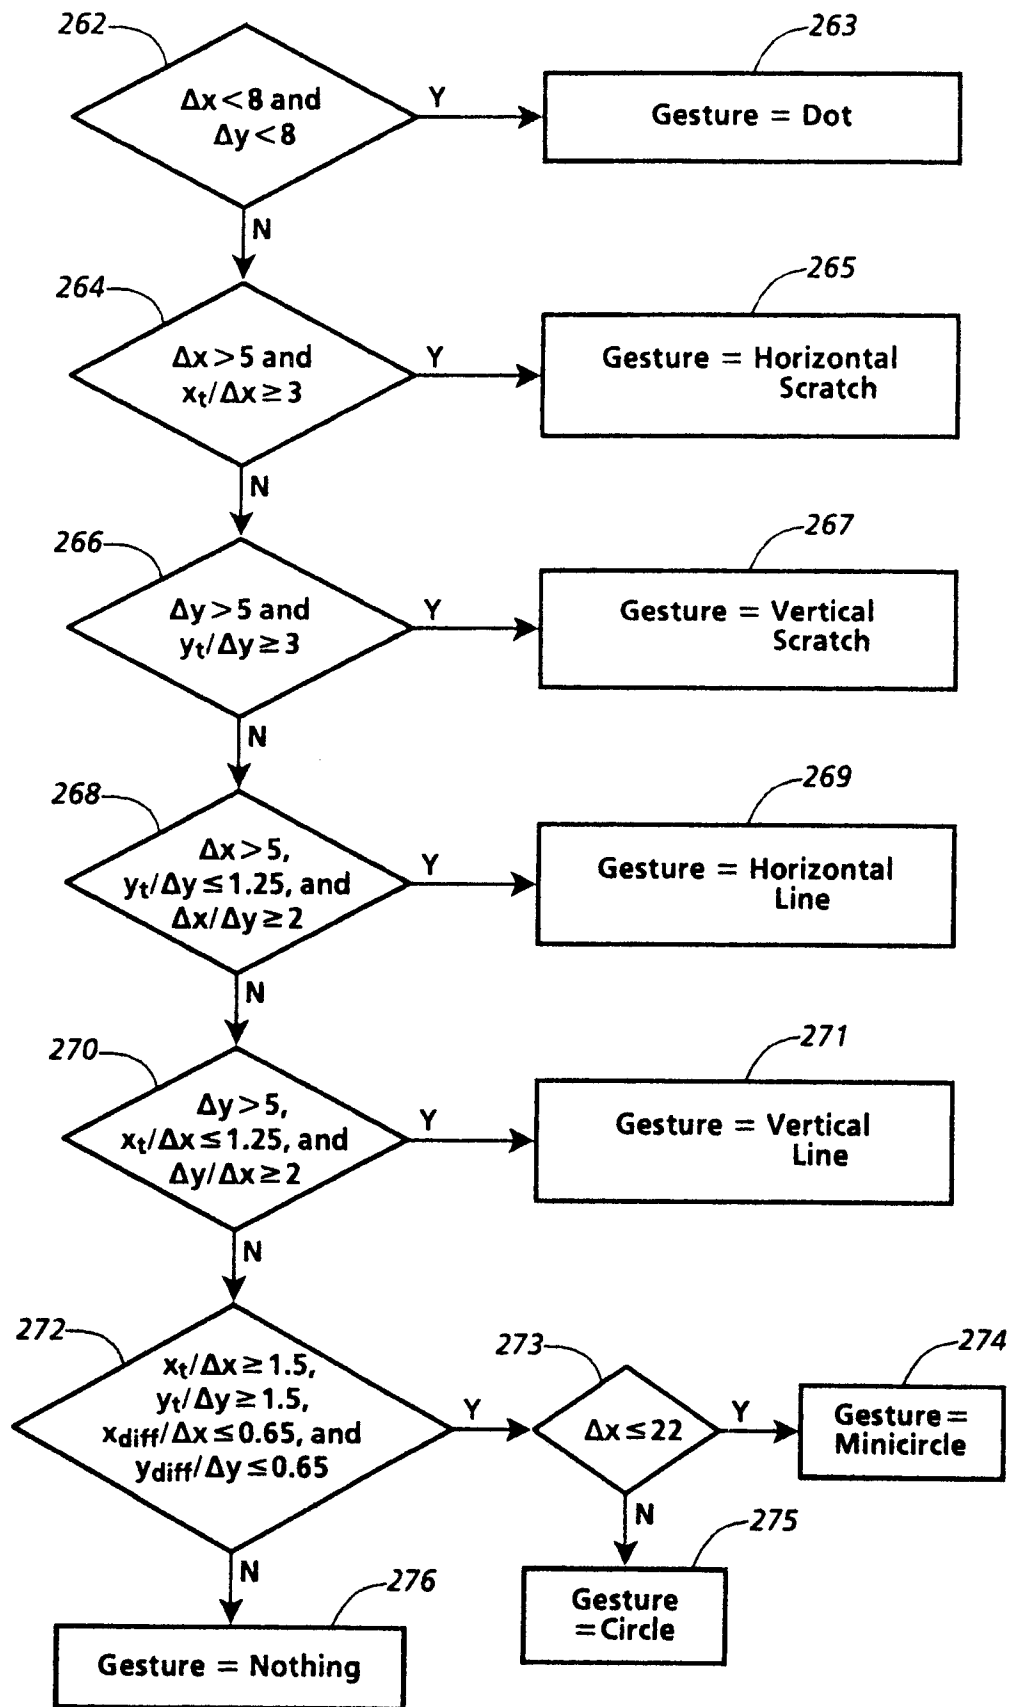 262
263
Δx<8 and
Δy<8
Y
Gesture = Dot
N
264
265
Δx>5 and
xt/Δx≥3
Y
Gesture = Horizontal
Scratch
N
266
267
Δy>5 and
yt/Δy≥3
Y
Gesture = Vertical
Scratch
N
268
269
Δx>5,
yt/Δy≤1.25, and
Δx/Δy≥2
Y
Gesture = Horizontal
Line
N
270
271
Δy>5,
xt/Δx≤1.25, and
Δy/Δx≥2
Y
Gesture = Vertical
Line
N
272
xt/Δx≥1.5,
yt/Δy≥1.5,
xdiff/Δx≤0.65, and
ydiff/Δy≤0.65
Y
273
Δx≤22
Y
274
Gesture=
Minicircle
N
275
Gesture
=Circle
N
276
Gesture = Nothing